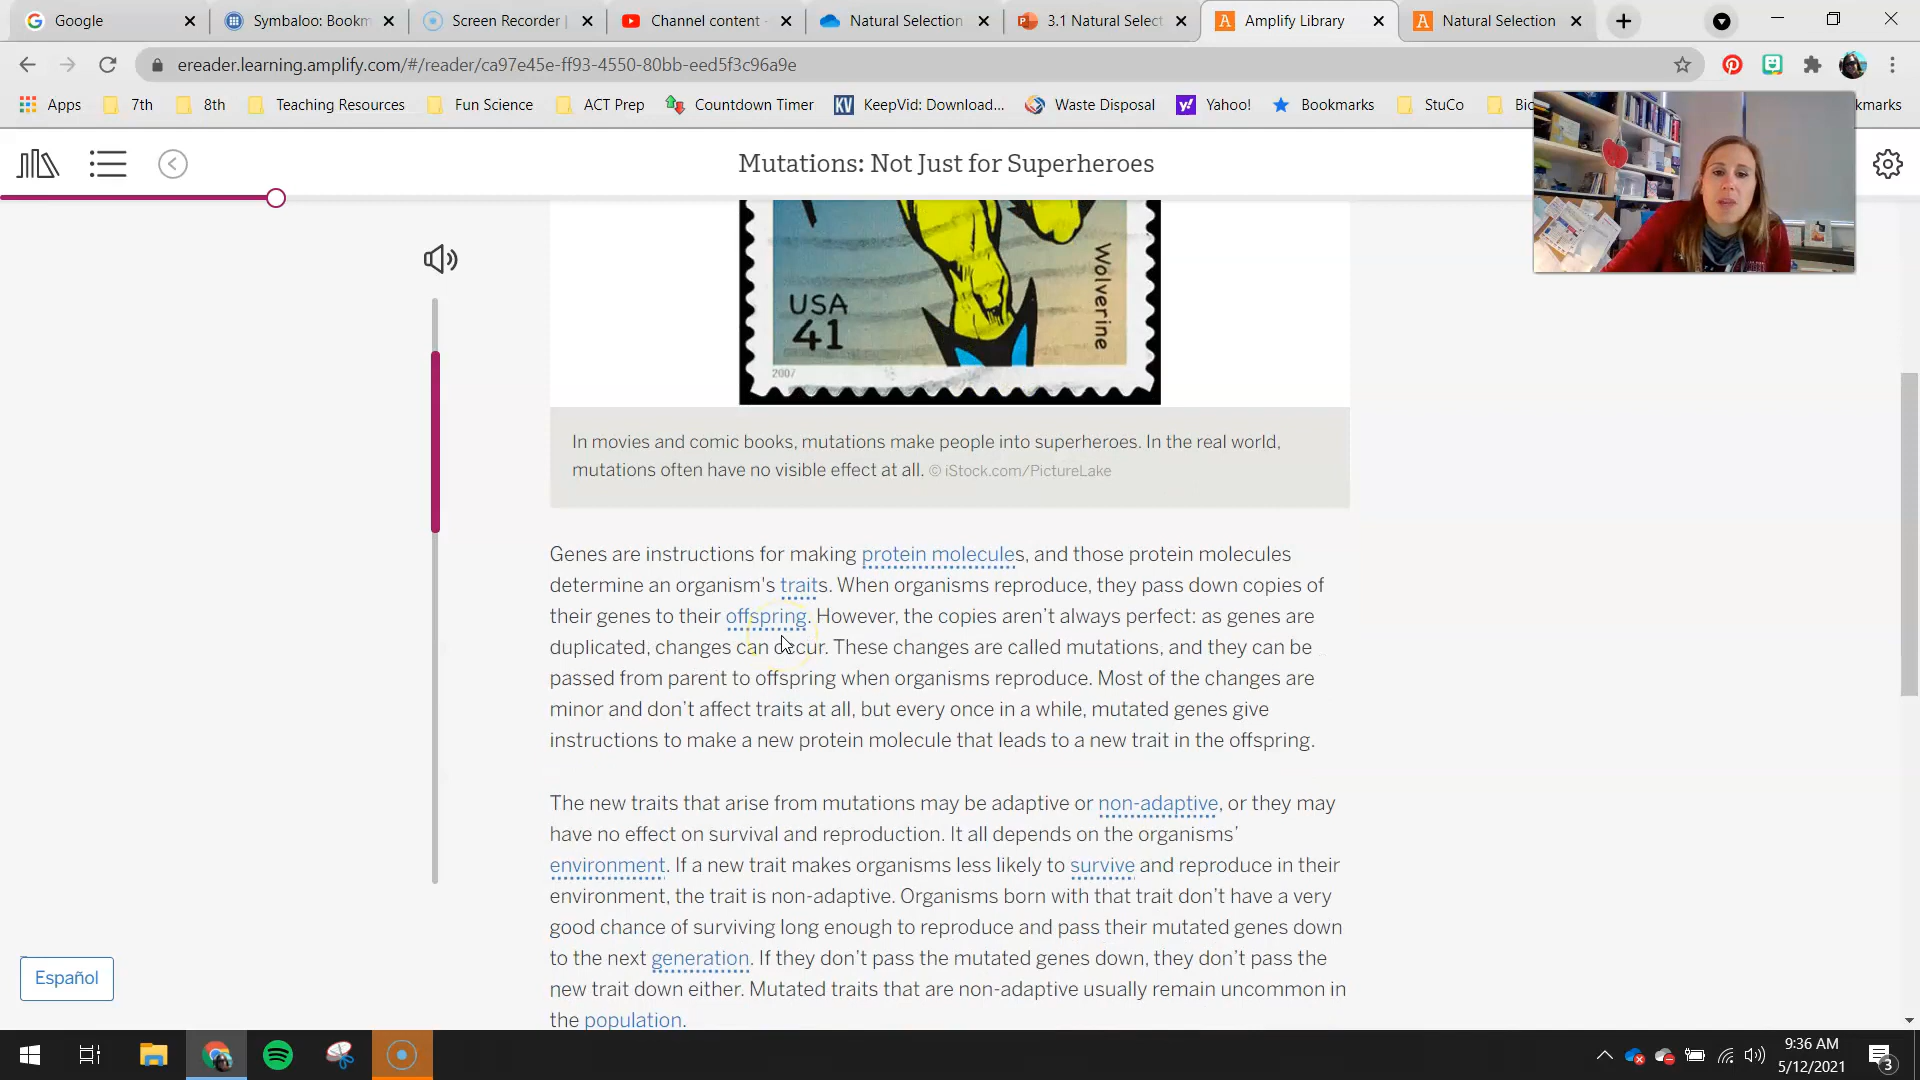 Google
Symbaloo: Bookm
Screen Recorder |
Channel content -
Natural Selection
3.1 Natural Select
Amplify Library
Natural Selection
ereader.learning.amplify.com/#/reader/ca97e45e-ff93-4550-80bb-eed5f3c96a9e
Apps 7th 8th Teaching Resources Fun Science ACT Prep Countdown Timer KV KeepVid: Download... Waste Disposal Yahoo! Bookmarks StuCo Bio kmarks
Mutations: Not Just for Superheroes
Wolverine
USA
41
2007
In movies and comic books, mutations make people into superheroes. In the real world,
mutations often have no visible effect at all. © iStock.com/PictureLake
Genes are instructions for making protein molecules, and those protein molecules
determine an organism's traits. When organisms reproduce, they pass down copies of
their genes to their offspring. However, the copies aren't always perfect: as genes are
duplicated, changes can occur. These changes are called mutations, and they can be
passed from parent to offspring when organisms reproduce. Most of the changes are
minor and don't affect traits at all, but every once in a while, mutated genes give
instructions to make a new protein molecule that leads to a new trait in the offspring.
The new traits that arise from mutations may be adaptive or non-adaptive, or they may
have no effect on survival and reproduction. It all depends on the organisms'
environment. If a new trait makes organisms less likely to survive and reproduce in their
environment, the trait is non-adaptive. Organisms born with that trait don't have a very
good chance of surviving long enough to reproduce and pass their mutated genes down
to the next generation. If they don't pass the mutated genes down, they don't pass the
new trait down either. Mutated traits that are non-adaptive usually remain uncommon in
the population.
Español
9:36 AM
5/12/2021
3